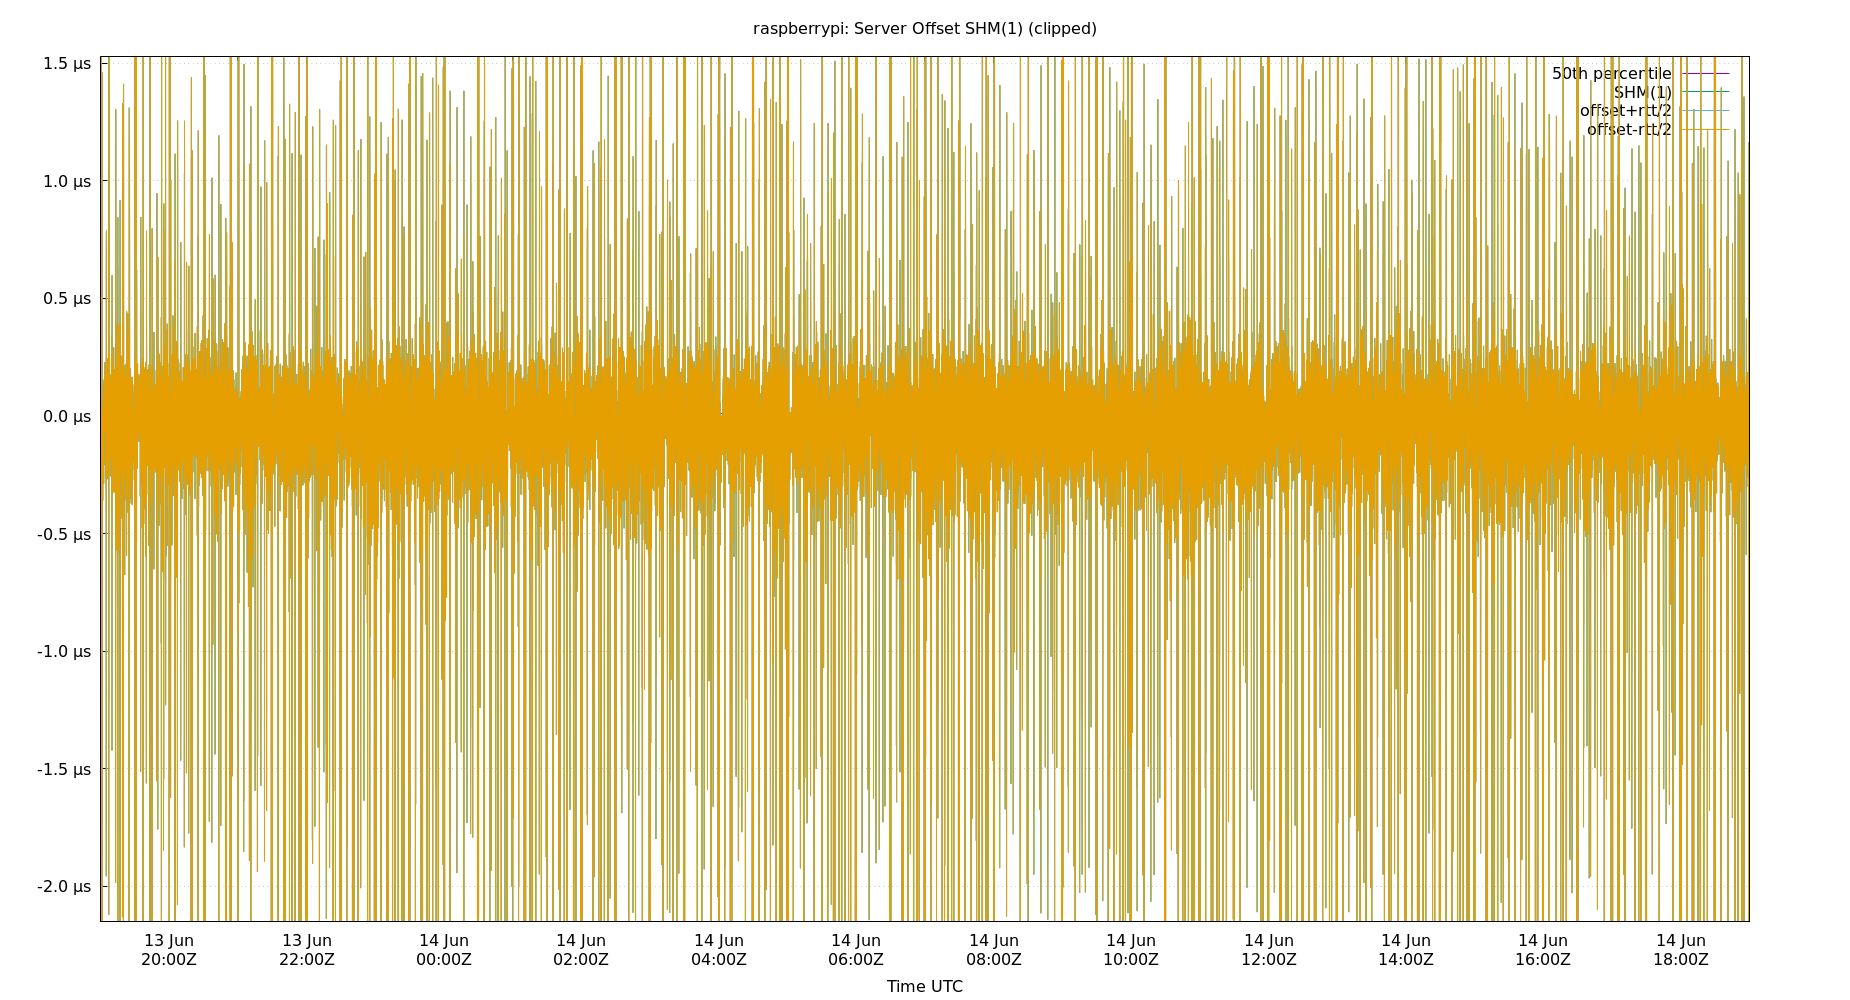 raspberrypi: Server Offset SHM(1) (clipped)
1.5 µs
1.0 µs
0.5 µs
0.0 µs
-0.5 µs
-1.0 µs
-1.5 µs
-2.0 µs
50th percentile
SHM(1)
offset+rtt/2
offset-rtt/2
13 Jun 13 Jun 14 Jun 14 Jun 14 Jun 14 Jun 14 Jun 14 Jun 14 Jun 14 Jun 14 Jun 14 Jun
20:00Z 22:00Z 00:00Z 02:00Z 04:00Z 06:00Z 08:00Z 10:00Z 12:00Z 14:00Z 16:00Z 18:00Z
Time UTC